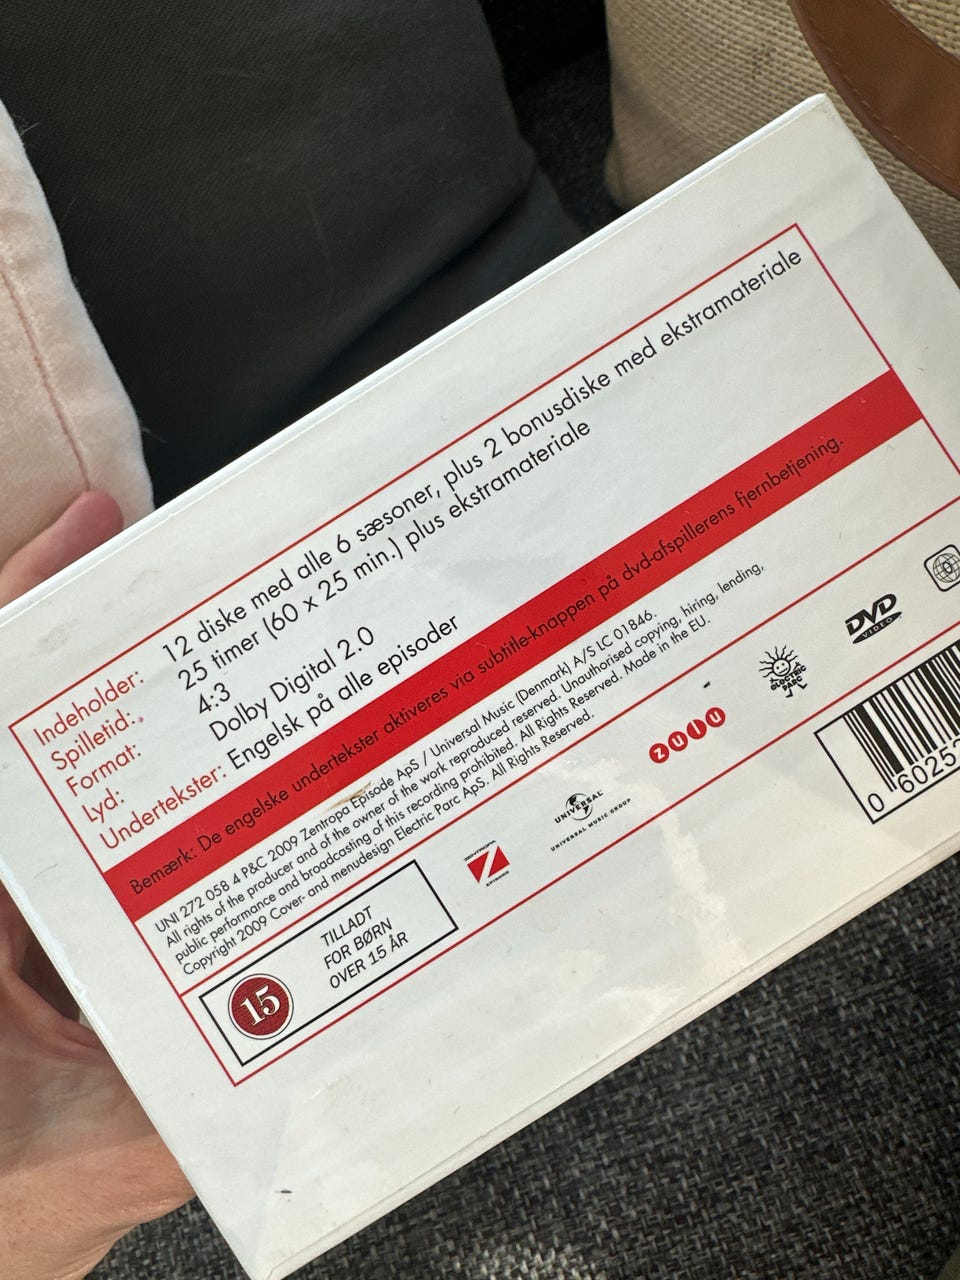 Indeholder: 12 diske med alle 6 sæsoner, plus 2 bonusdiske med ekstramateriale
Spilletid: 25 timer (60 x 25 min.) plus ekstramateriale
Format: 4:3
Lyd: Dolby Digital 2.0
Undertekster: Engelsk på alle episoder
Bemærk: De engelske undertekster aktiveres via subtitle-knappen på dvd-afspillerens fjernbetjening.
UNI 272 058 4 P&C 2009 Zentropa Episode ApS / Universal Music (Denmark) A/S LC 01846.
All rights of the producer and of the owner of the work reproduced reserved. Unauthorised copying, hiring, lending,
public performance and broadcasting of this recording prohibited. All Rights Reserved. Made in the EU.
Copyright 2009 Cover- and menudesign Electric Parc ApS. All Rights Reserved.
15
TILLADT
FOR BØRN
OVER 15 ÅR
ZENTROPA
EPISODE
UNIVERSAL
UNIVERSAL MUSIC GROUP
ZULU
ELECTRIC
PARC
DVD
VIDEO
0
0 6025